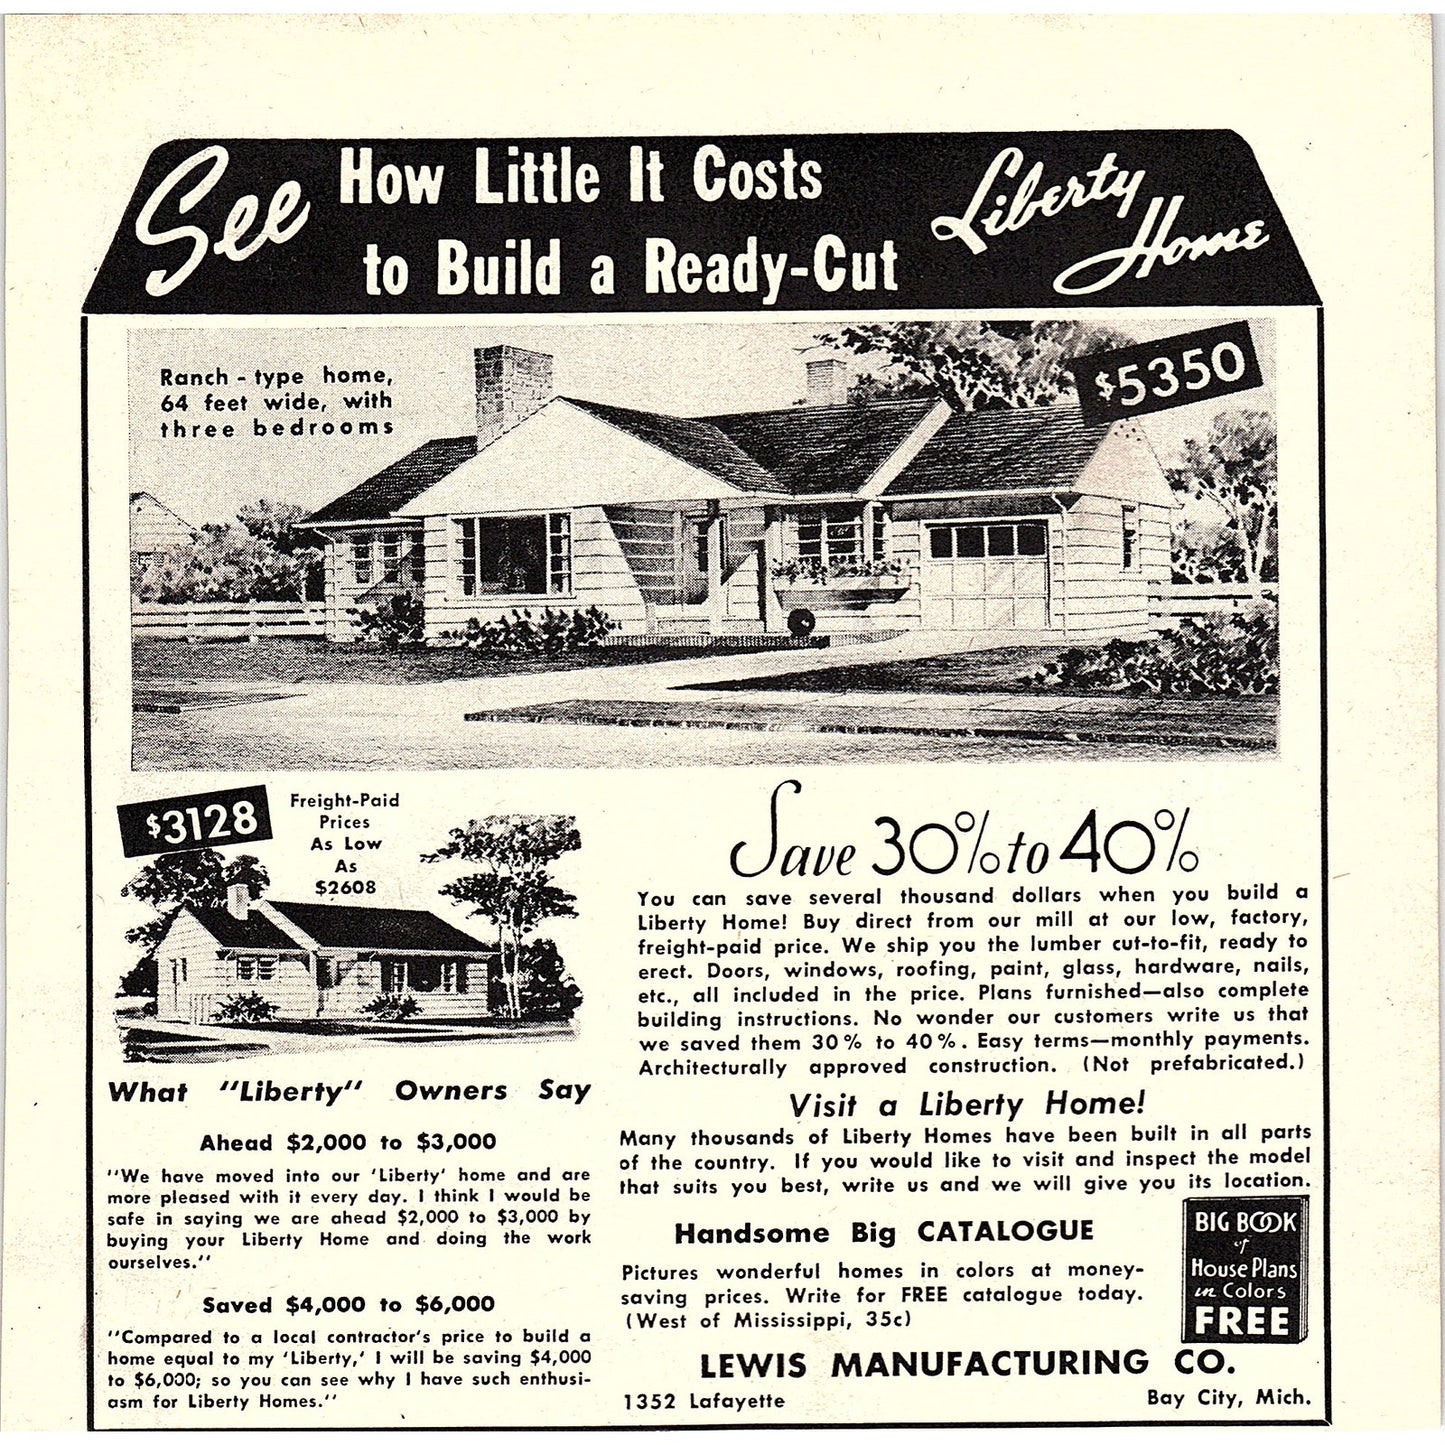 See How Little It Costs
to Build a Ready-Cut
Liberty
Home
Ranch-type home,
64 feet wide, with
three bedrooms
$5350
$3128
Freight-Paid
Prices
As Low
As
$2608
What "Liberty" Owners Say
Ahead $2,000 to $3,000
"We have moved into our 'Liberty' home and are
more pleased with it every day. I think I would be
safe in saying we are ahead $2,000 to $3,000 by
buying your Liberty Home and doing the work
ourselves."
Saved $4,000 to $6,000
"Compared to a local contractor's price to build a
home equal to my 'Liberty,' I will be saving $4,000
to $6,000; so you can see why I have such enthusi-
asm for Liberty Homes."
Save 30% to 40%
You can save several thousand dollars when you build a
Liberty Home! Buy direct from our mill at our low, factory,
freight-paid price. We ship you the lumber cut-to-fit, ready to
erect. Doors, windows, roofing, paint, glass, hardware, nails,
etc., all included in the price. Plans furnished—also complete
building instructions. No wonder our customers write us that
we saved them 30% to 40%. Easy terms—monthly payments.
Architecturally approved construction. (Not prefabricated.)
Visit a Liberty Home!
Many thousands of Liberty Homes have been built in all parts
of the country. If you would like to visit and inspect the model
that suits you best, write us and we will give you its location.
Handsome Big CATALOGUE
Pictures wonderful homes in colors at money-
saving prices. Write for FREE catalogue today.
(West of Mississippi, 35c)
BIG BOOK
of
House Plans
in Colors
FREE
LEWIS MANUFACTURING CO.
1352 Lafayette Bay City, Mich.